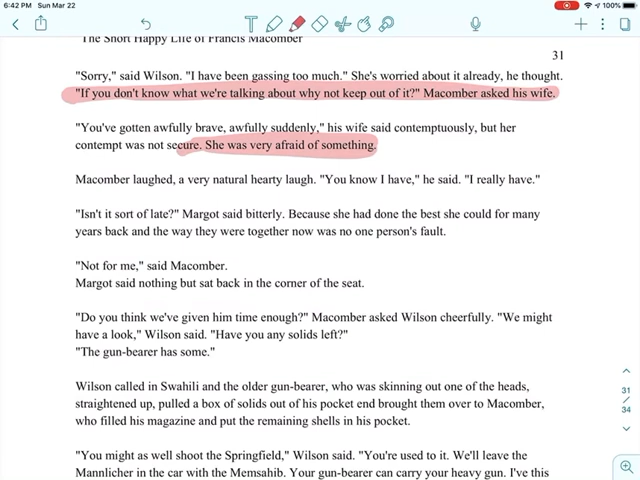 6:42 PM Sun Mar 22
100%
"The Short Happy Life of Francis Macomber
31
"Sorry," said Wilson. "I have been gassing too much." She's worried about it already, he thought.
"If you don't know what we're talking about why not keep out of it?" Macomber asked his wife.
"You've gotten awfully brave, awfully suddenly," his wife said contemptuously, but her
contempt was not secure. She was very afraid of something.
Macomber laughed, a very natural hearty laugh. "You know I have," he said. "I really have."
"Isn't it sort of late?" Margot said bitterly. Because she had done the best she could for many
years back and the way they were together now was no one person's fault.
"Not for me," said Macomber.
Margot said nothing but sat back in the corner of the seat.
"Do you think we've given him time enough?" Macomber asked Wilson cheerfully. "We might
have a look," Wilson said. "Have you any solids left?"
"The gun-bearer has some."
Wilson called in Swahili and the older gun-bearer, who was skinning out one of the heads,
straightened up, pulled a box of solids out of his pocket end brought them over to Macomber,
who filled his magazine and put the remaining shells in his pocket.
"You might as well shoot the Springfield," Wilson said. "You're used to it. We'll leave the
Mannlicher in the car with the Memsahib. Your gun-bearer can carry your heavy gun. I've this
31
/
34